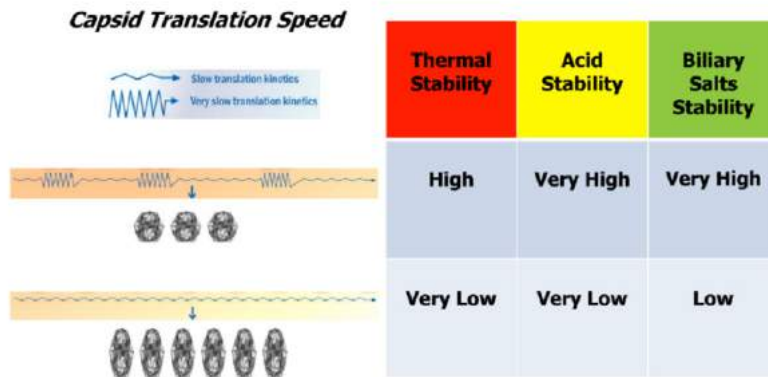 Capsid Translation Speed
Slow translation kinetics
Very slow translation kinetics
Thermal
Stability
Acid
Stability
Biliary
Salts
Stability
High
Very High
Very High
Very Low
Very Low
Low